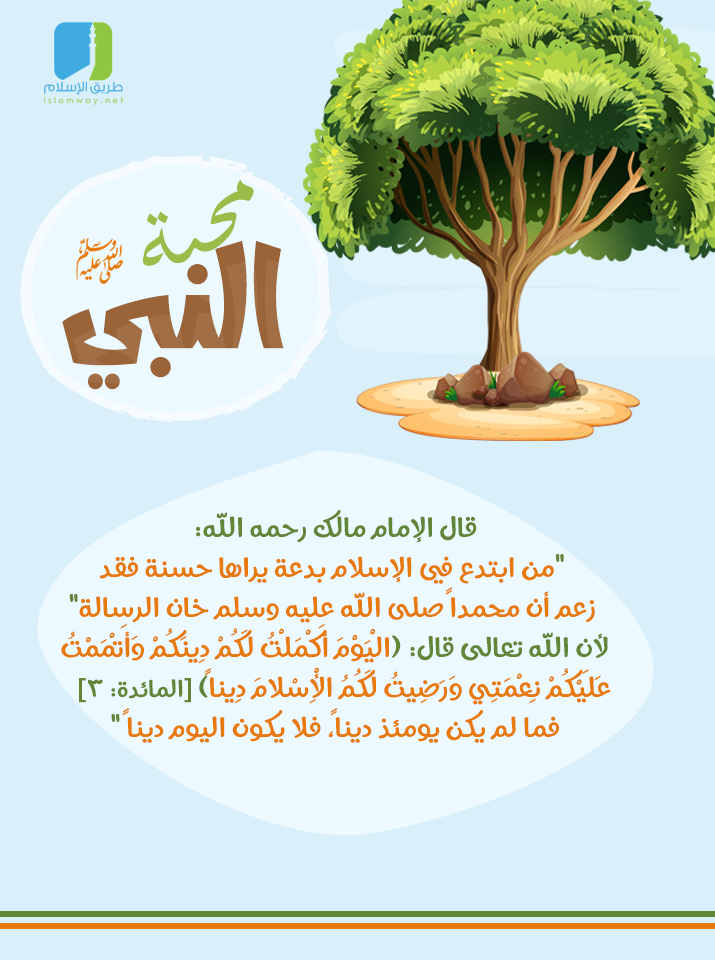 طريق الإسلام
islamway.net
محبة
النبي
صلى الله عليه وسلم
قال الإمام مالك رحمه الله:
"من ابتدع في الإسلام بدعة يراها حسنة فقد
زعم أن محمداً صلى الله عليه وسلم خان الرسالة"
لأن الله تعالى قال: (الْيَوْمَ أَكْمَلْتُ لَكُمْ دِينَكُمْ وَأَتْمَمْتُ
عَلَيْكُمْ نِعْمَتِي وَرَضِيتُ لَكُمُ الْإِسْلَامَ دِيناً) [المائدة: ٣]
فما لم يكن يومئذ ديناً، فلا يكون اليوم ديناً"